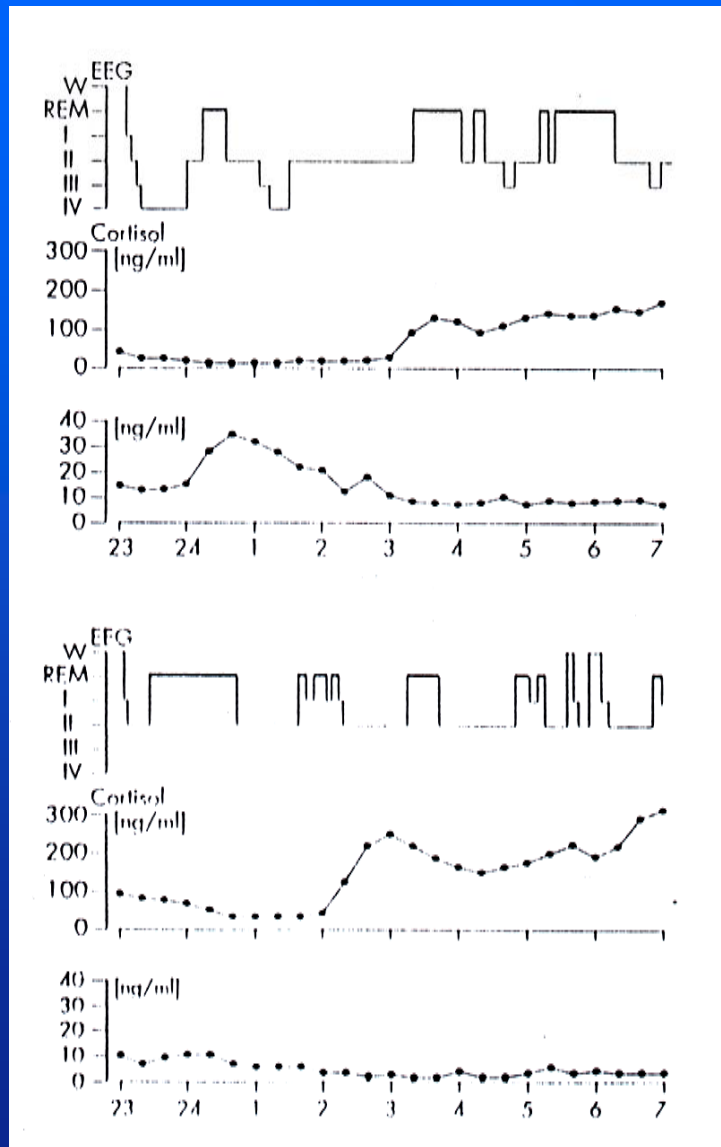 EEG
W
REM
I
II
III
IV
Cortisol
[ng/ml]
300
200
100
0
[ng/ml]
40
30
20
10
0
23 24 1 2 3 4 5 6 7
EEG
W
REM
I
II
III
IV
Cortisol
[ng/ml]
300
200
100
0
[ng/ml]
40
30
20
10
0
23 24 1 2 3 4 5 6 7